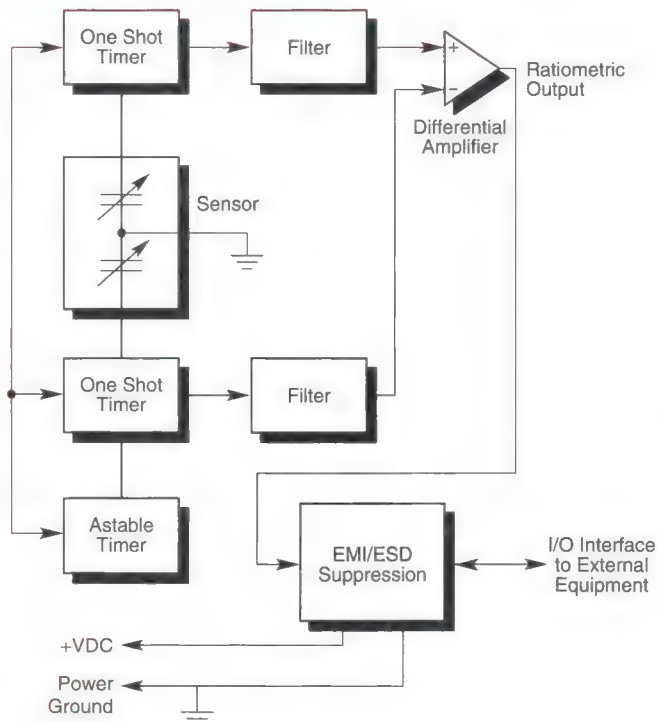 One Shot
Timer
Filter
+
−
Ratiometric
Output
Differential
Amplifier
Sensor
One Shot
Timer
Filter
Astable
Timer
EMI/ESD
Suppression
I/O Interface
to External
Equipment
+VDC
Power
Ground